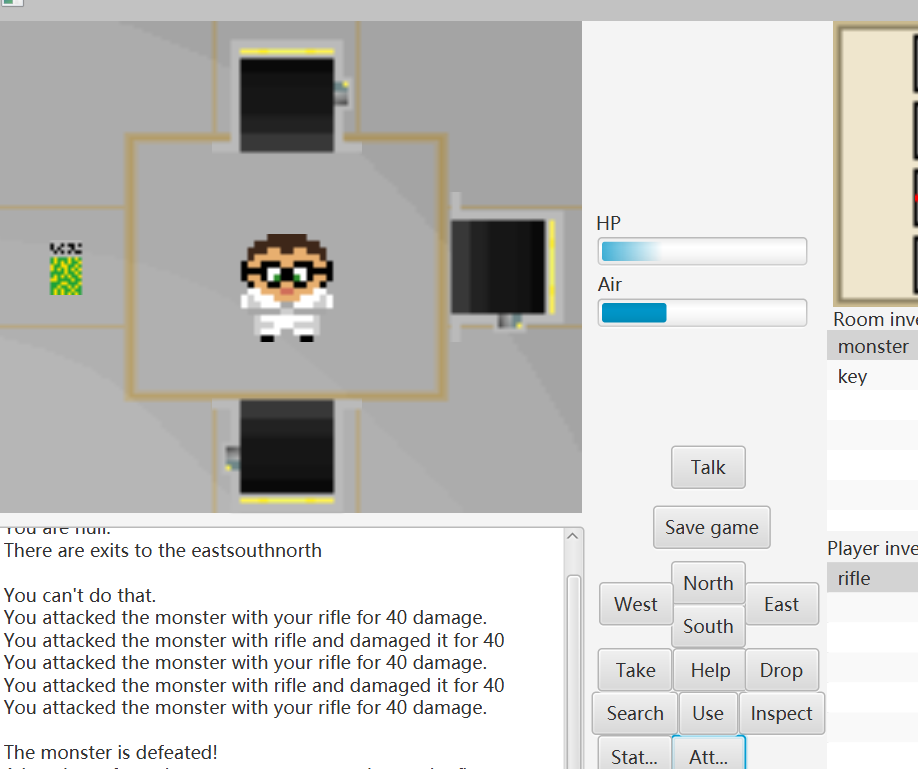 HP
Air
Room inve
monster
key
Talk
Save game
Player inve
rifle
You are null.
There are exits to the eastsouthnorth
You can't do that.
You attacked the monster with your rifle for 40 damage.
You attacked the monster with rifle and damaged it for 40
You attacked the monster with your rifle for 40 damage.
You attacked the monster with rifle and damaged it for 40
You attacked the monster with your rifle for 40 damage.
The monster is defeated!
North
West
East
South
Take
Help
Drop
Search
Use
Inspect
Stat...
Att...